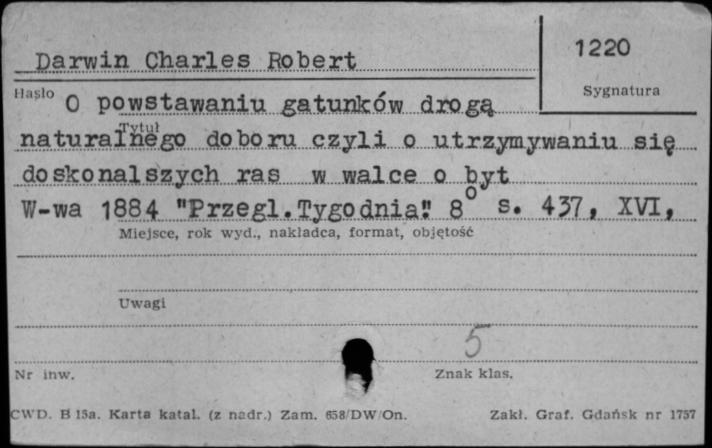 Darwin Charles Robert
1220
Hasło
Sygnatura
O powstawaniu gatunków drogą
Tytuł
naturalnego doboru czyli o utrzymywaniu się
doskonalszych ras w walce o byt
W-wa 1884 "Przegl.Tygodnia". 8° s. 437, XVI,
Miejsce, rok wyd., nakładca, format, objętość
Uwagi
5
Nr inw.
Znak klas.
CWD. B 15a. Karta katal. (z nadr.) Zam. 658/DW/On.
Zakł. Graf. Gdańsk nr 1757